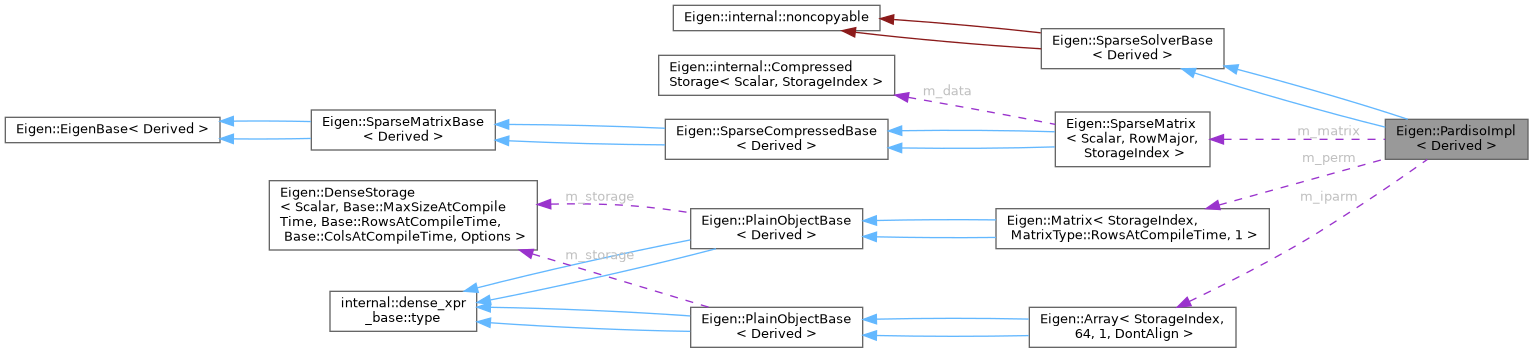 Eigen::internal::noncopyable
Eigen::SparseSolverBase
< Derived >
Eigen::internal::Compressed
Storage< Scalar, StorageIndex >
m_data
Eigen::EigenBase< Derived >
Eigen::SparseMatrixBase
< Derived >
Eigen::SparseCompressedBase
< Derived >
Eigen::SparseMatrix
< Scalar, RowMajor,
StorageIndex >
m_matrix
Eigen::PardisoImpl
< Derived >
m_perm
m_iparm
Eigen::DenseStorage
< Scalar, Base::MaxSizeAtCompile
Time, Base::RowsAtCompileTime,
Base::ColsAtCompileTime, Options >
m_storage
Eigen::PlainObjectBase
< Derived >
Eigen::Matrix< StorageIndex,
MatrixType::RowsAtCompileTime, 1 >
m_storage
internal::dense_xpr
_base::type
Eigen::PlainObjectBase
< Derived >
Eigen::Array< StorageIndex,
64, 1, DontAlign >